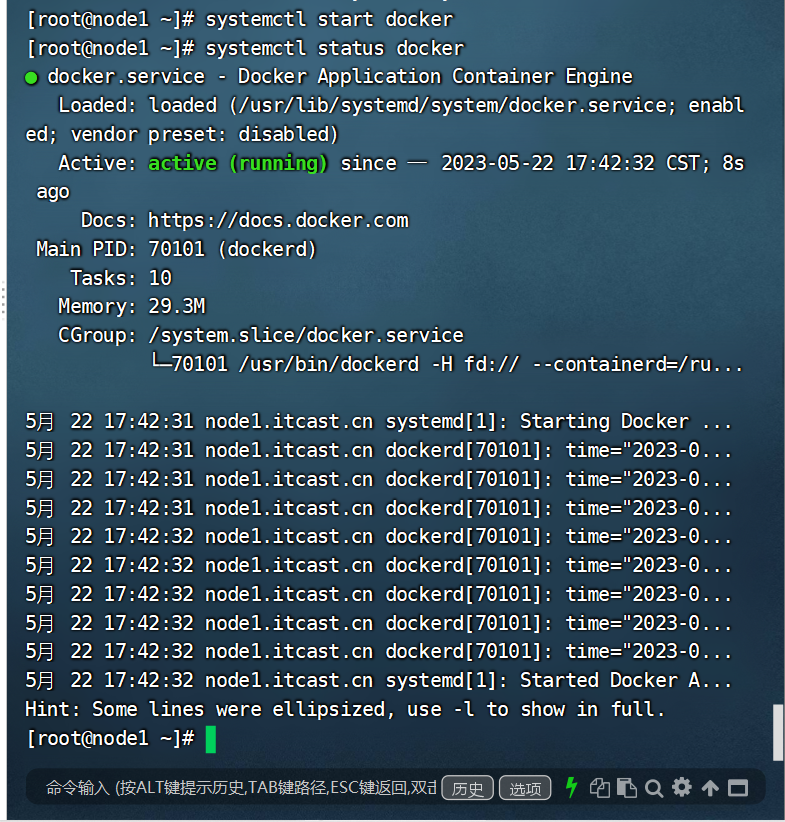 [root@node1 ~]# systemctl start docker
[root@node1 ~]# systemctl status docker
● docker.service - Docker Application Container Engine
   Loaded: loaded (/usr/lib/systemd/system/docker.service; enabl
ed; vendor preset: disabled)
   Active: active (running) since 一 2023-05-22 17:42:32 CST; 8s
 ago
     Docs: https://docs.docker.com
 Main PID: 70101 (dockerd)
    Tasks: 10
   Memory: 29.3M
   CGroup: /system.slice/docker.service
           └─70101 /usr/bin/dockerd -H fd:// --containerd=/ru...
5月 22 17:42:31 node1.itcast.cn systemd[1]: Starting Docker ...
5月 22 17:42:31 node1.itcast.cn dockerd[70101]: time="2023-0...
5月 22 17:42:31 node1.itcast.cn dockerd[70101]: time="2023-0...
5月 22 17:42:31 node1.itcast.cn dockerd[70101]: time="2023-0...
5月 22 17:42:32 node1.itcast.cn dockerd[70101]: time="2023-0...
5月 22 17:42:32 node1.itcast.cn dockerd[70101]: time="2023-0...
5月 22 17:42:32 node1.itcast.cn dockerd[70101]: time="2023-0...
5月 22 17:42:32 node1.itcast.cn dockerd[70101]: time="2023-0...
5月 22 17:42:32 node1.itcast.cn dockerd[70101]: time="2023-0...
5月 22 17:42:32 node1.itcast.cn systemd[1]: Started Docker A...
Hint: Some lines were ellipsized, use -l to show in full.
[root@node1 ~]#
命令输入 (按ALT键提示历史,TAB键路径,ESC键返回,双击 历史 选项